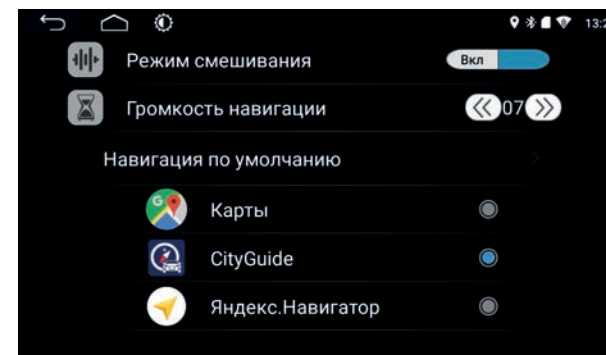 13:2
Режим смешивания
Вкл
Громкость навигации
07
Навигация по умолчанию
Карты
CityGuide
Яндекс.Навигатор